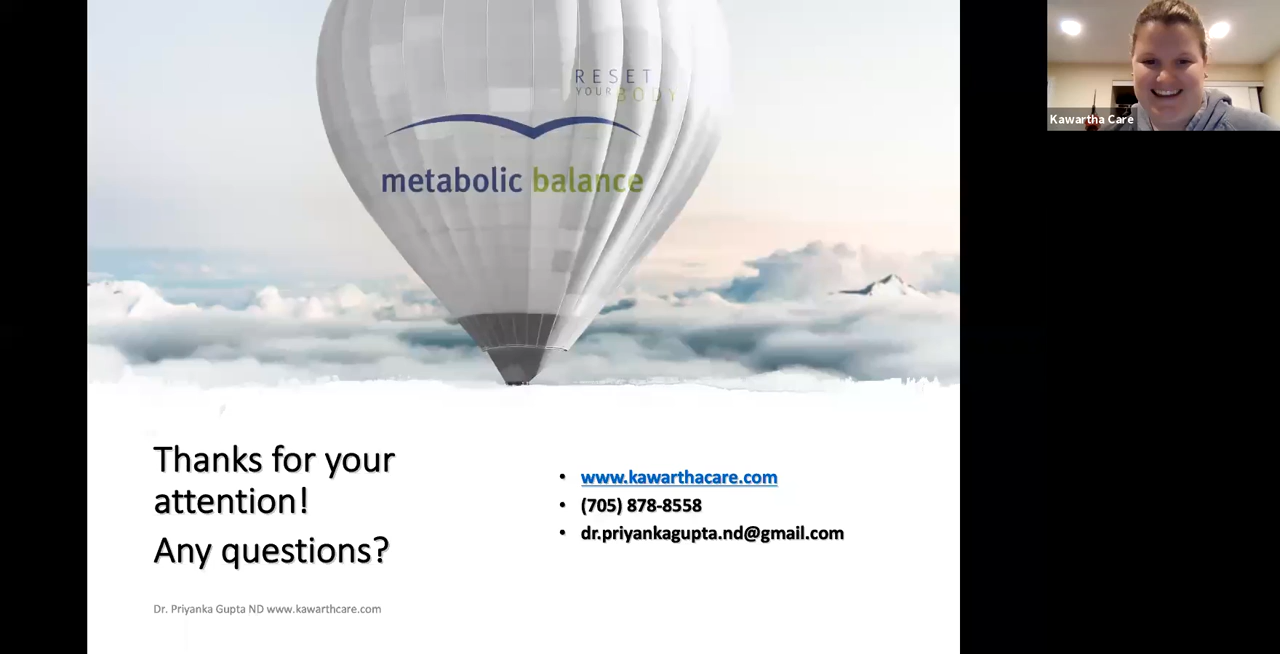 RESET
YOUR BODY
metabolic balance
Kawartha Care
Thanks for your
attention!
Any questions?
• www.kawarthacare.com
• (705) 878-8558
• dr.priyankagupta.nd@gmail.com
Dr. Priyanka Gupta ND www.kawarthcare.com